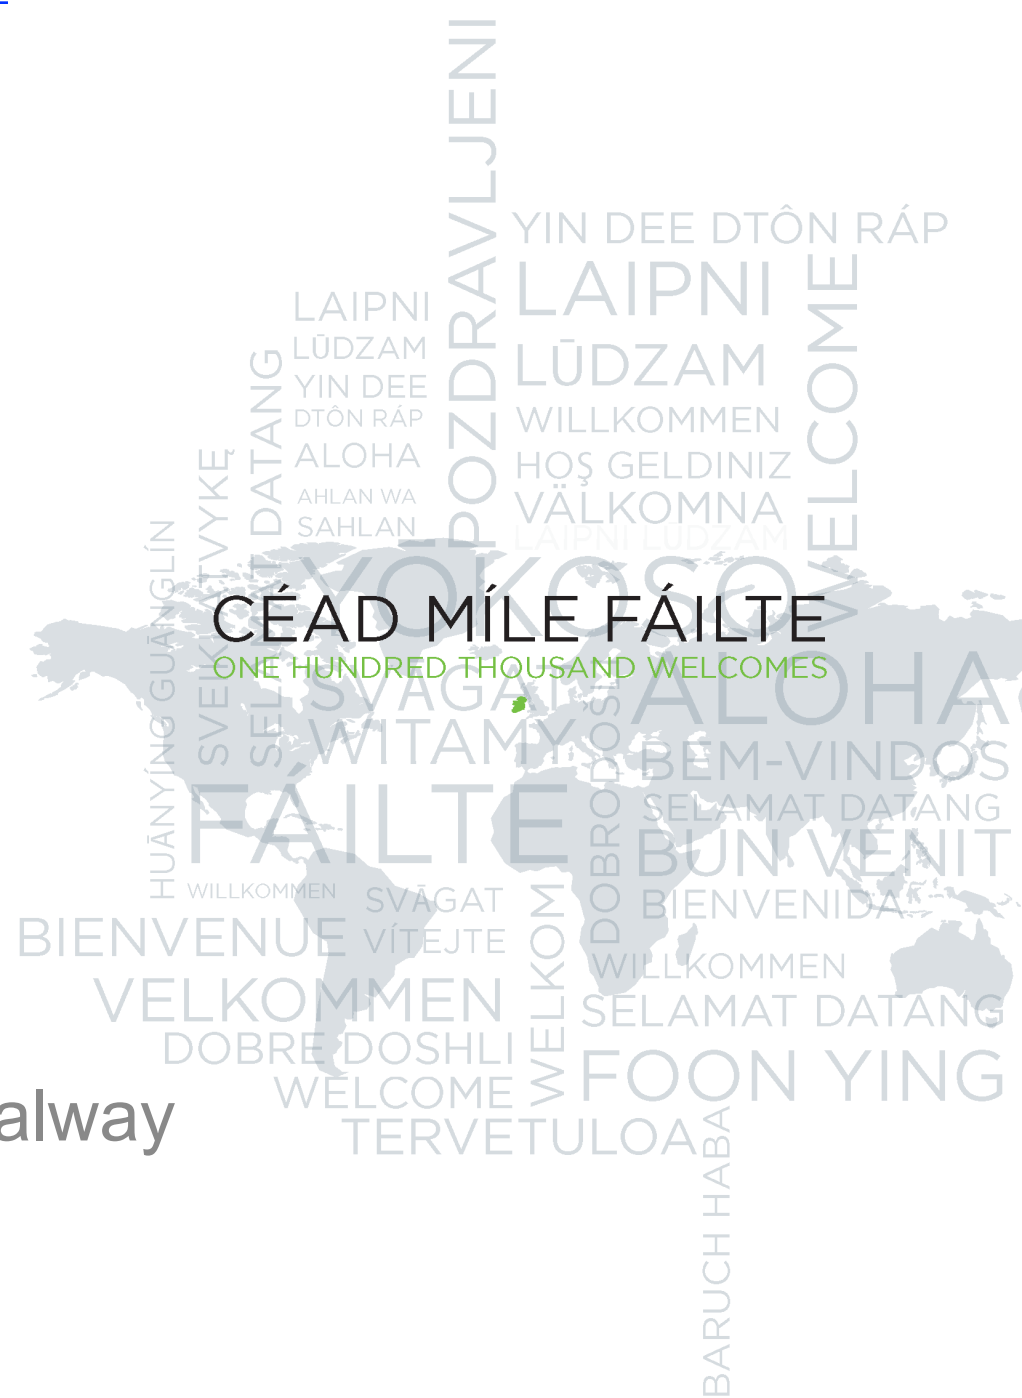 POZDRAVLJENI
YIN DEE DTÔN RÁP
LAIPNI
LŪDZAM
WELCOME
LAIPNI
LŪDZAM
YIN DEE
DTÔN RÁP
ALOHA
AHLAN WA
SAHLAN
WILLKOMMEN
HOŞ GELDINIZ
VÄLKOMNA
LAIPNI LŪDZAM
SELAMAT DATANG
HUĀNYÍNG GUĀNGLÍN
CÉAD MÍLE FÁILTE
ONE HUNDRED THOUSAND WELCOMES
SVĀGAT
ALOHA
WITAMY
BEM-VINDOS
SELAMAT DATANG
FÁILTE
BUN VENIT
WILLKOMMEN
SVĀGAT
BIENVENIDA
BIENVENUE
VÍTEJTE
WELKOM
WILLKOMMEN
VELKOMMEN
SELAMAT DATANG
DOBRE DOSHLI
FOON YING
WELCOME
alway
TERVETULOA
BARUCH HABA